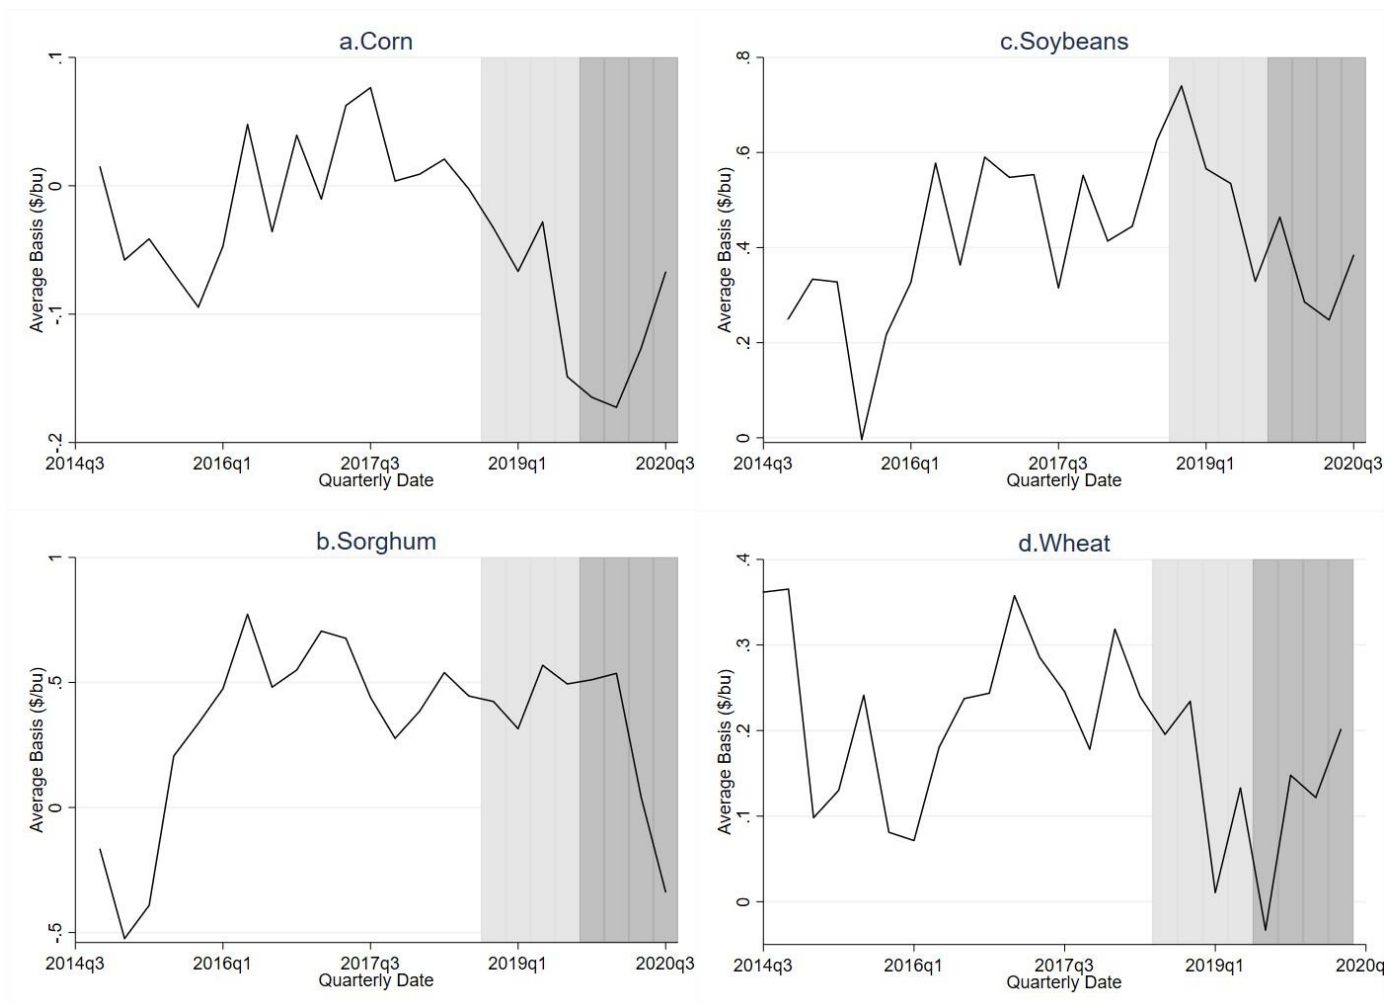 a.Corn
.1
0
-.1
-.2
Average Basis ($/bu)
2014q3 2016q1 2017q3 2019q1 2020q3
Quarterly Date
c.Soybeans
.8
.6
.4
.2
0
Average Basis ($/bu)
2014q3 2016q1 2017q3 2019q1 2020q3
Quarterly Date
b.Sorghum
1
.5
0
-.5
Average Basis ($/bu)
2014q3 2016q1 2017q3 2019q1 2020q3
Quarterly Date
d.Wheat
.4
.3
.2
.1
0
Average Basis ($/bu)
2014q3 2016q1 2017q3 2019q1 2020q
Quarterly Date